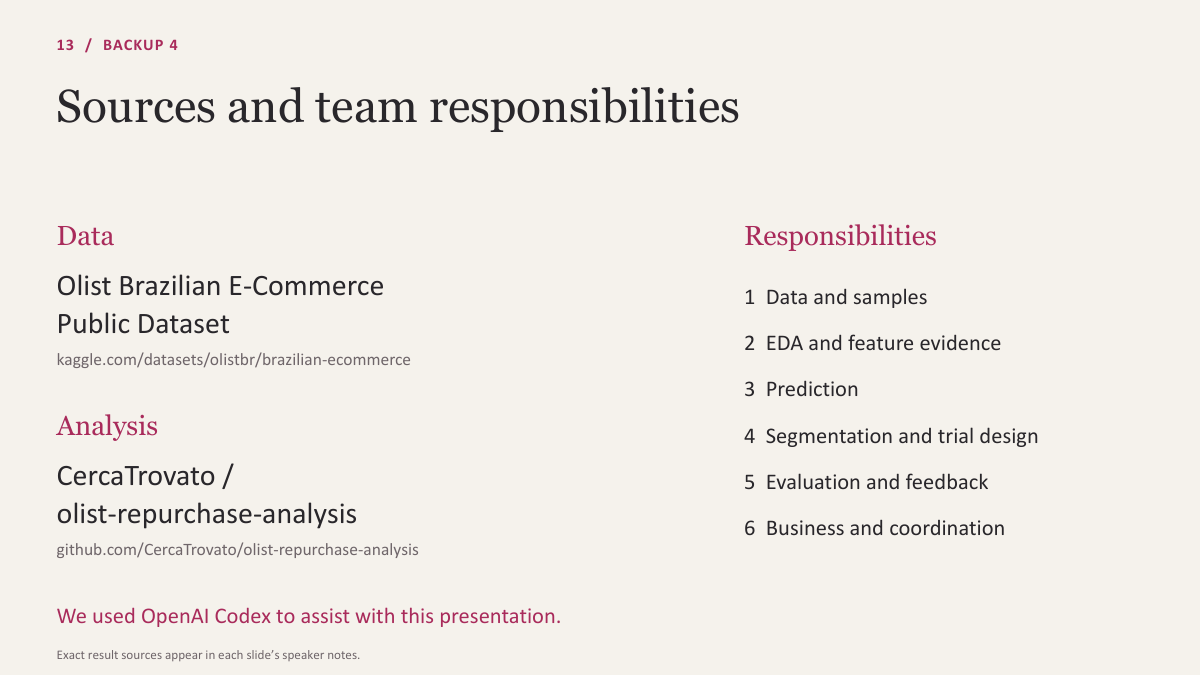 13 / BACKUP 4
Sources and team responsibilities
Data
Olist Brazilian E-Commerce
Public Dataset
kaggle.com/datasets/olistbr/brazilian-ecommerce
Analysis
CercaTrovato /
olist-repurchase-analysis
github.com/CercaTrovato/olist-repurchase-analysis
Responsibilities
1 Data and samples
2 EDA and feature evidence
3 Prediction
4 Segmentation and trial design
5 Evaluation and feedback
6 Business and coordination
We used OpenAI Codex to assist with this presentation.
Exact result sources appear in each slide’s speaker notes.